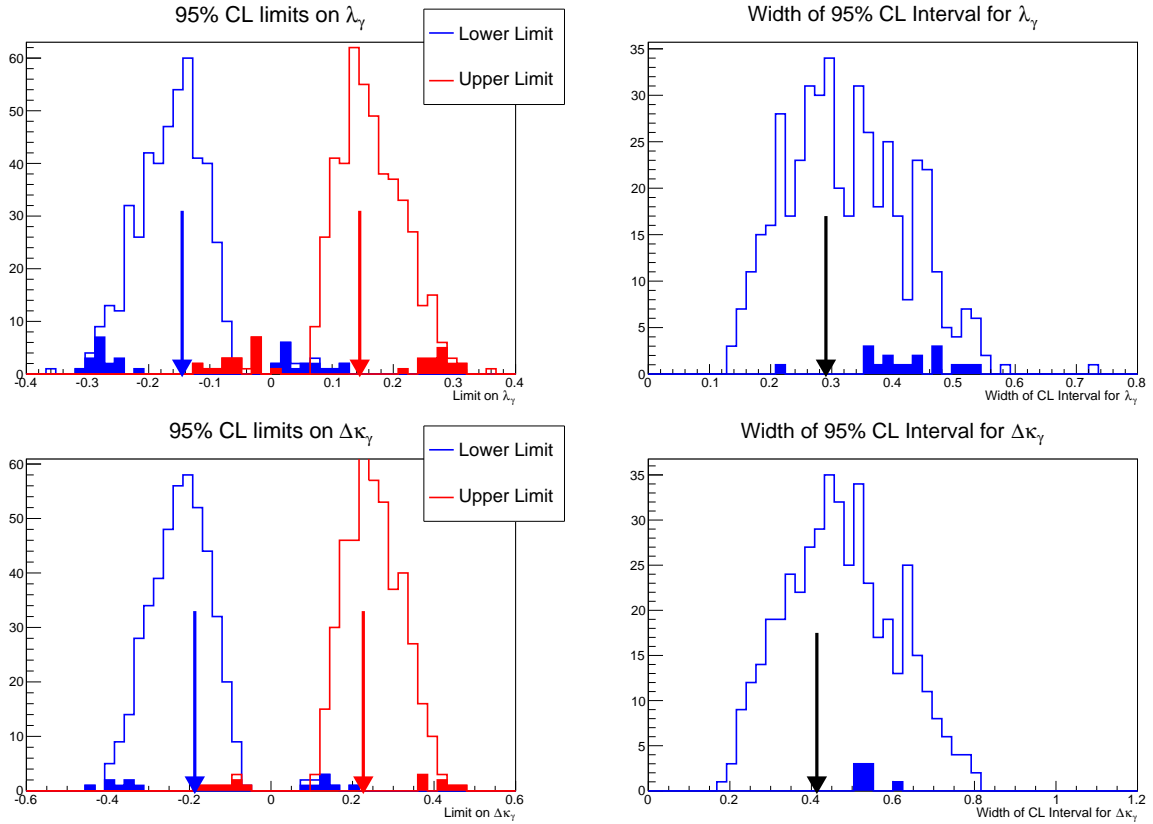 95% CL limits on λγ
Lower Limit
Upper Limit
60
50
40
30
20
10
0
-0.4 -0.3 -0.2 -0.1 0 0.1 0.2 0.3 0.4
Limit on λγ
Width of 95% CL Interval for λγ
35
30
25
20
15
10
5
0
0 0.1 0.2 0.3 0.4 0.5 0.6 0.7 0.8
Width of CL Interval for λγ
95% CL limits on Δκγ
Lower Limit
Upper Limit
60
50
40
30
20
10
0
-0.6 -0.4 -0.2 0 0.2 0.4 0.6
Limit on Δκγ
Width of 95% CL Interval for Δκγ
35
30
25
20
15
10
5
0
0 0.2 0.4 0.6 0.8 1 1.2
Width of CL Interval for Δκγ